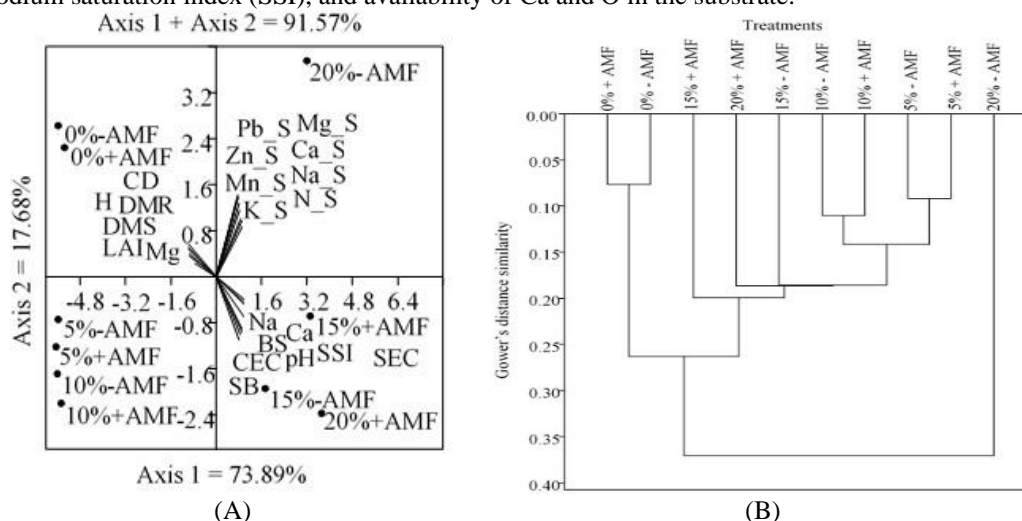 odium saturation index (SSI), and availability of Ca and O in the substrate.
Axis 1 + Axis 2 = 91.57%
20%-AMF
3.2
0%-AMF
0%+AMF
2.4
Pb_S Mg_S
Zn_S Ca_S
CD
1.6
Mn_S Na_S
H DMR
K_S N_S
DMS
0.8
LAI Mg
Axis 2 = 17.68%
-4.8 -3.2 -1.6 1.6 3.2 4.8 6.4
5%-AMF
-0.8
Na
15%+AMF
BS Ca
5%+AMF
CEC pH SSI SEC
-1.6
10%-AMF
SB
15%-AMF
10%+AMF
-2.4
20%+AMF
Axis 1 = 73.89%
(A)
Treatments
0% + AMF
0% - AMF
15% + AMF
20% + AMF
15% - AMF
10% - AMF
10% + AMF
5% - AMF
5% + AMF
20% - AMF
Gower's distance similarity
0.00
0.05
0.10
0.15
0.20
0.25
0.30
0.35
0.40
(B)